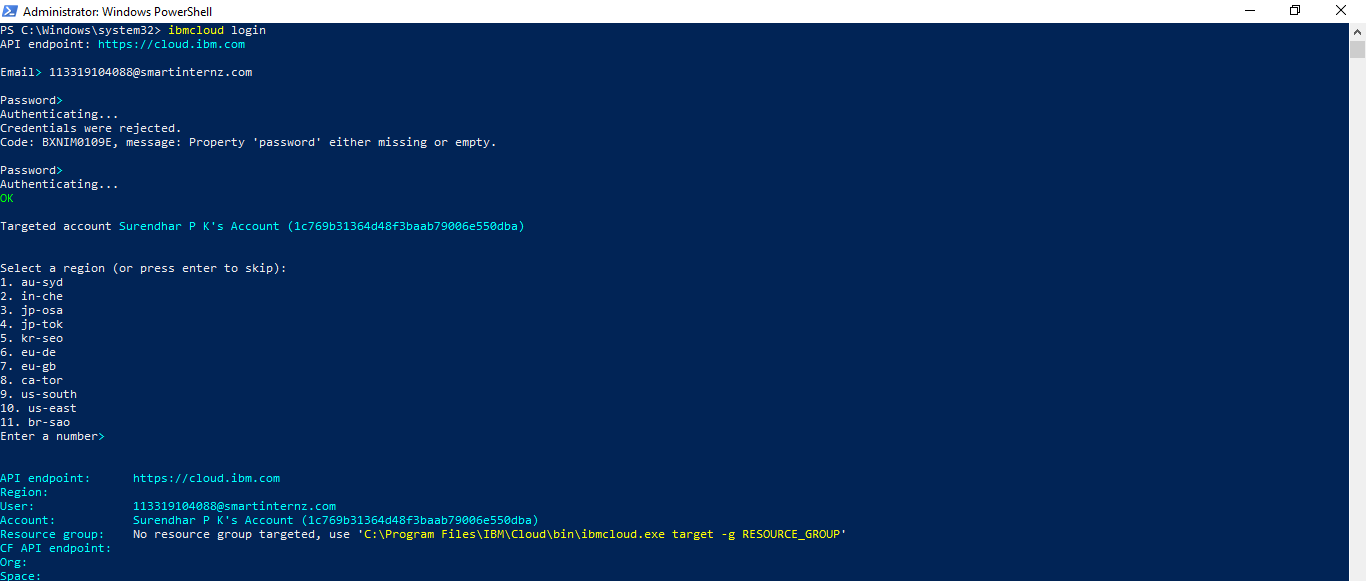 Administrator: Windows PowerShell
PS C:\Windows\system32> ibmcloud login
API endpoint: https://cloud.ibm.com
Email> 113319104088@smartinternz.com
Password>
Authenticating...
Credentials were rejected.
Code: BXNIM0109E, message: Property 'password' either missing or empty.
Password>
Authenticating...
OK
Targeted account Surendhar P K's Account (1c769b31364d48f3baab79006e550dba)
Select a region (or press enter to skip):
1. au-syd
2. in-che
3. jp-osa
4. jp-tok
5. kr-seo
6. eu-de
7. eu-gb
8. ca-tor
9. us-south
10. us-east
11. br-sao
Enter a number>
API endpoint: https://cloud.ibm.com
Region:
User: 113319104088@smartinternz.com
Account: Surendhar P K's Account (1c769b31364d48f3baab79006e550dba)
Resource group: No resource group targeted, use 'C:\Program Files\IBM\Cloud\bin\ibmcloud.exe target -g RESOURCE_GROUP'
CF API endpoint:
Org:
Space: